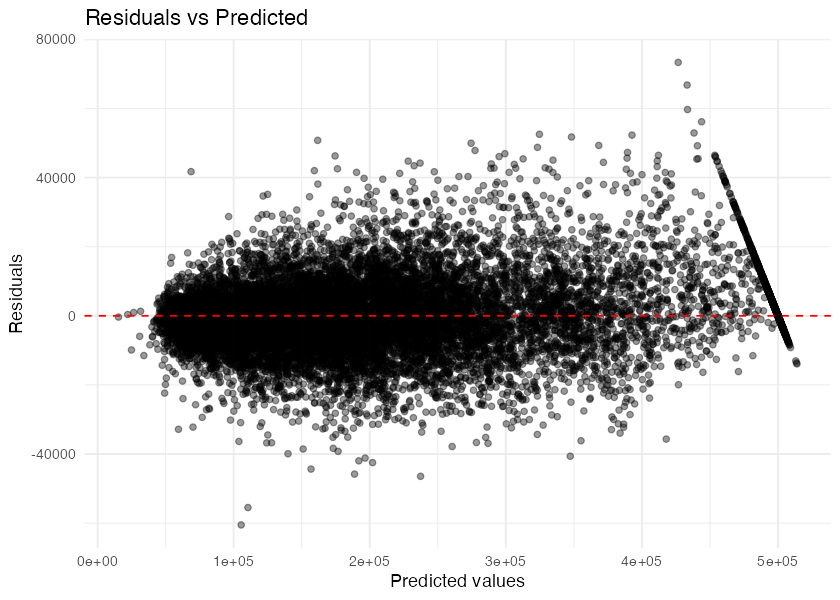 Residuals vs Predicted
80000
40000
0
-40000
Residuals
0e+00 1e+05 2e+05 3e+05 4e+05 5e+05
Predicted values